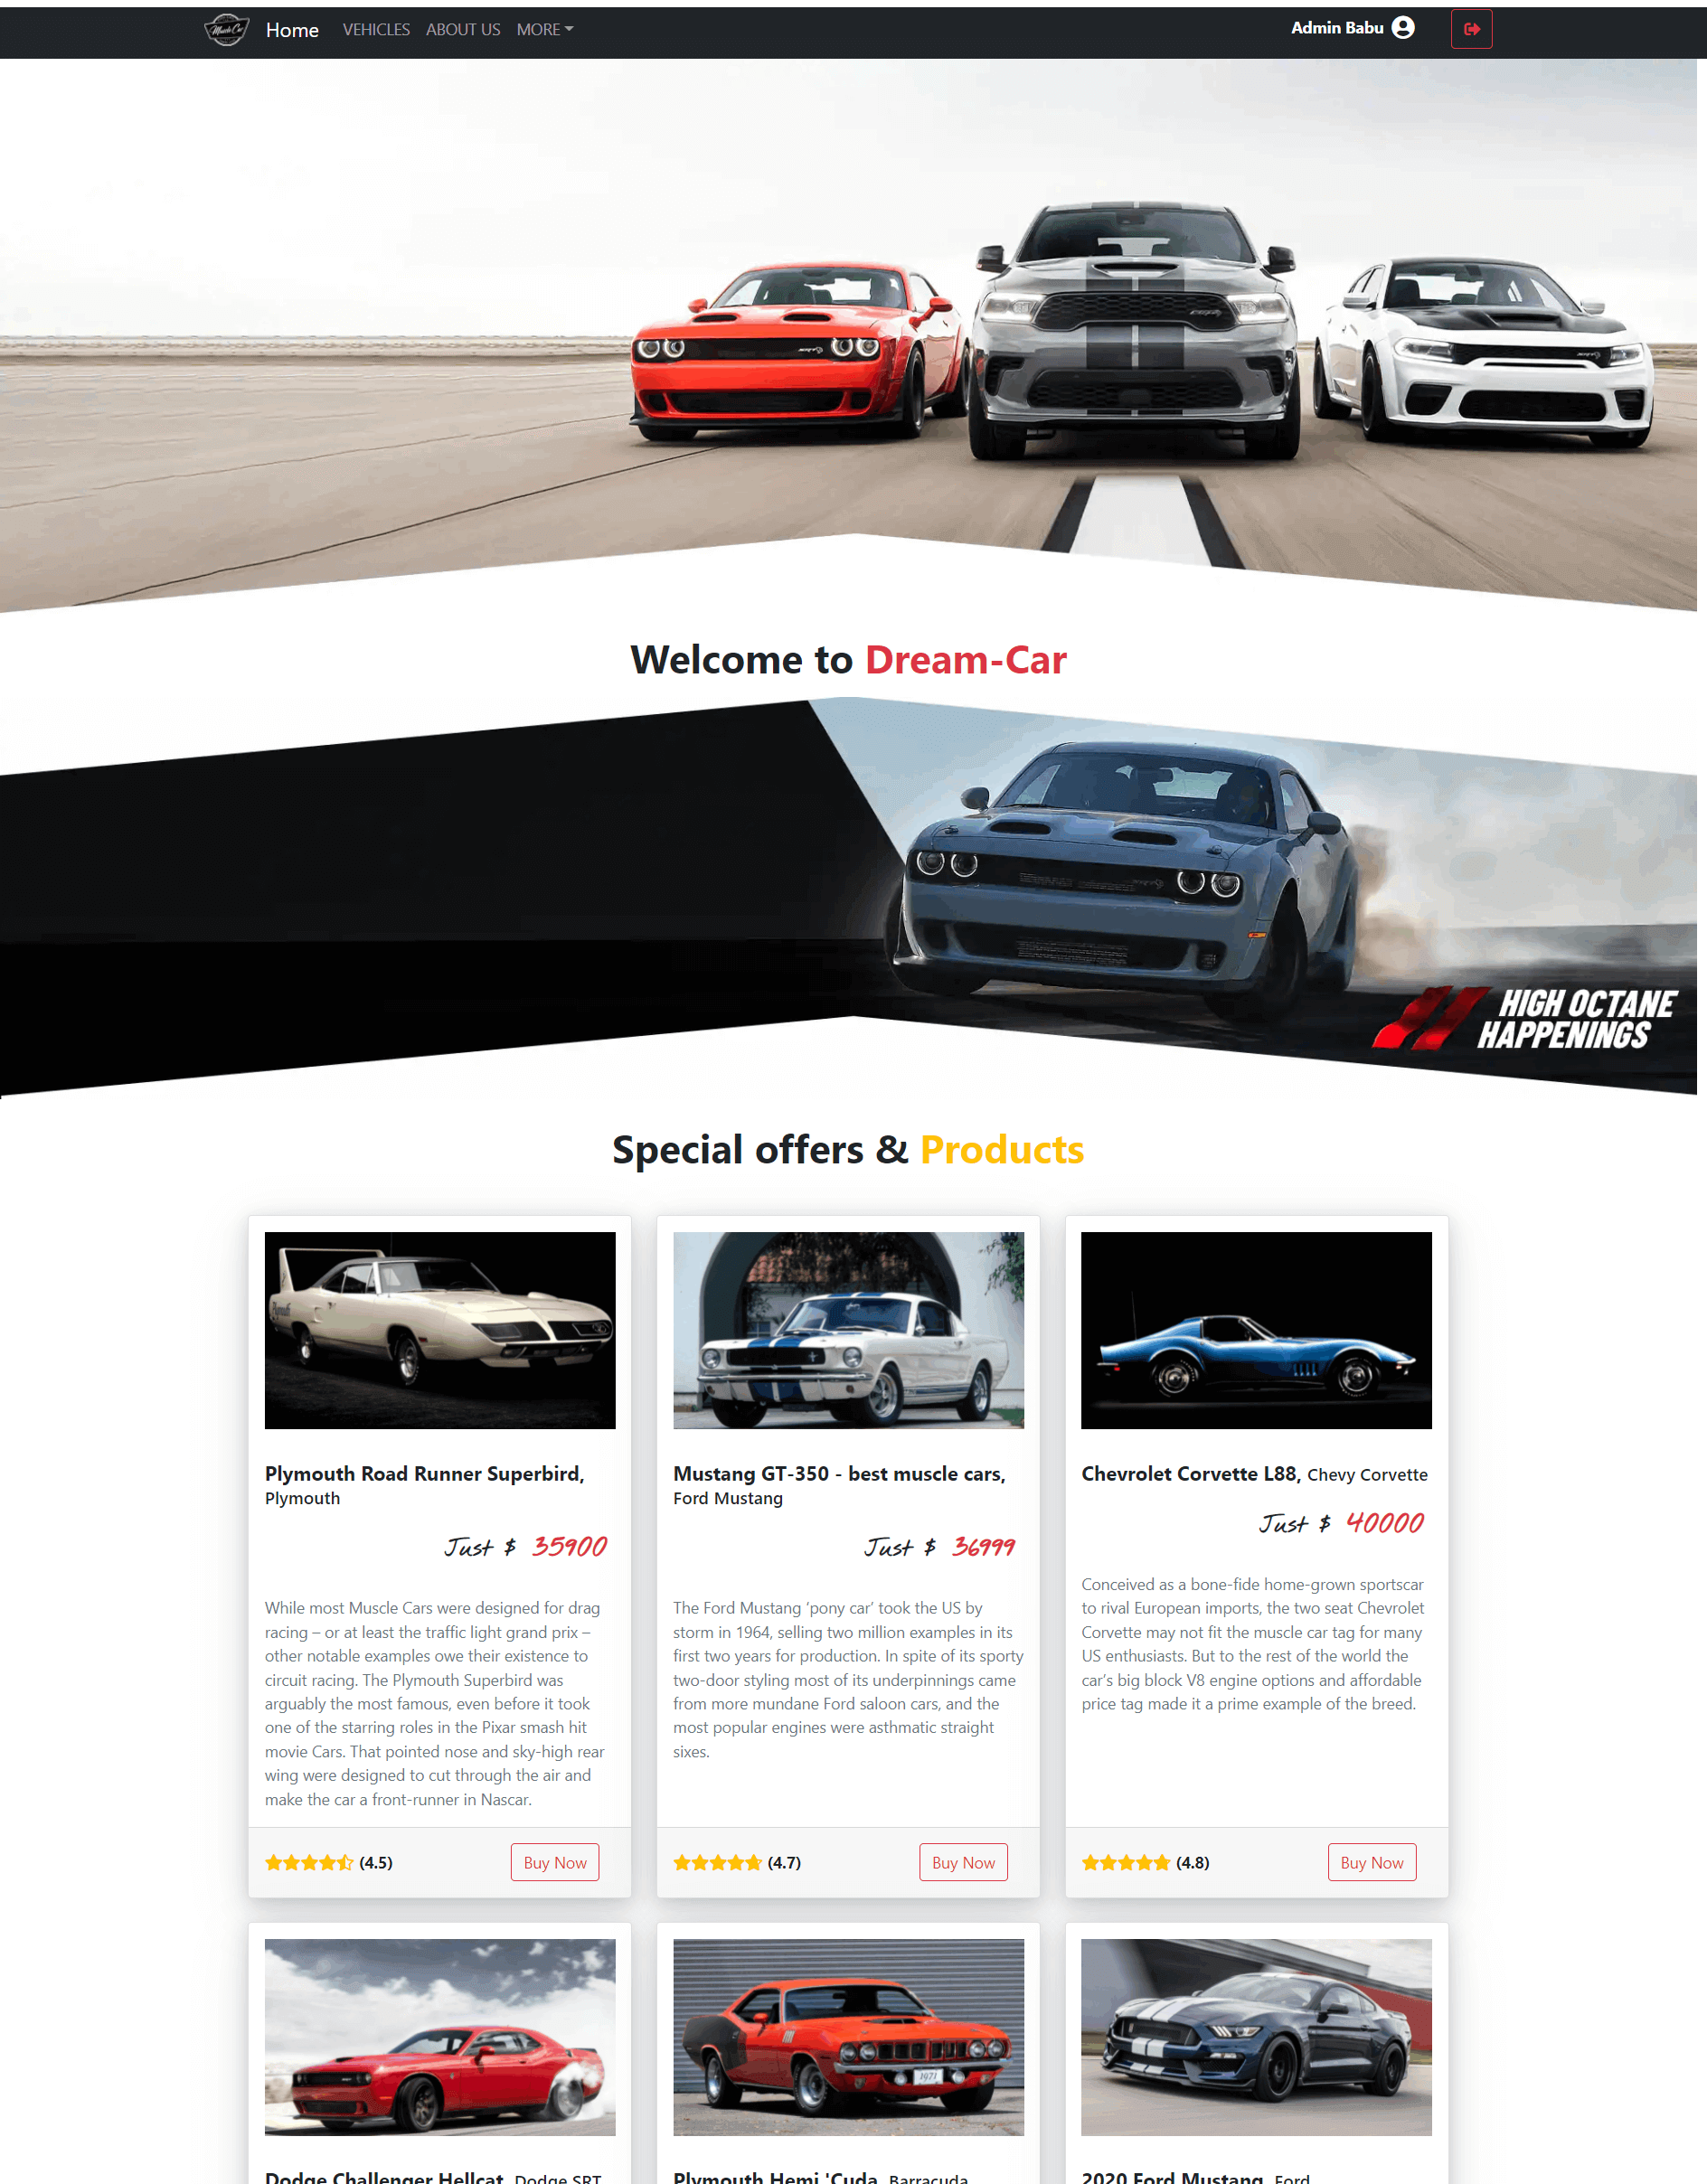 Muscle Car
Home VEHICLES ABOUT US MORE Admin Babu
Welcome to Dream-Car
HIGH OCTANE
HAPPENINGS
Special offers & Products
Plymouth
Plymouth Road Runner Superbird,
Plymouth
Just $ 35900
While most Muscle Cars were designed for drag
racing – or at least the traffic light grand prix –
other notable examples owe their existence to
circuit racing. The Plymouth Superbird was
arguably the most famous, even before it took
one of the starring roles in the Pixar smash hit
movie Cars. That pointed nose and sky-high rear
wing were designed to cut through the air and
make the car a front-runner in Nascar.
(4.5) Buy Now
Mustang GT-350 - best muscle cars,
Ford Mustang
Just $ 36999
The Ford Mustang ‘pony car’ took the US by
storm in 1964, selling two million examples in its
first two years for production. In spite of its sporty
two-door styling most of its underpinnings came
from more mundane Ford saloon cars, and the
most popular engines were asthmatic straight
sixes.
(4.7) Buy Now
Chevrolet Corvette L88, Chevy Corvette
Just $ 40000
Conceived as a bone-fide home-grown sportscar
to rival European imports, the two seat Chevrolet
Corvette may not fit the muscle car tag for many
US enthusiasts. But to the rest of the world the
car’s big block V8 engine options and affordable
price tag made it a prime example of the breed.
(4.8) Buy Now
Dodge Challenger Hellcat, Dodge SRT
1971
Plymouth Hemi 'Cuda, Barracuda
2020 Ford Mustang, Ford